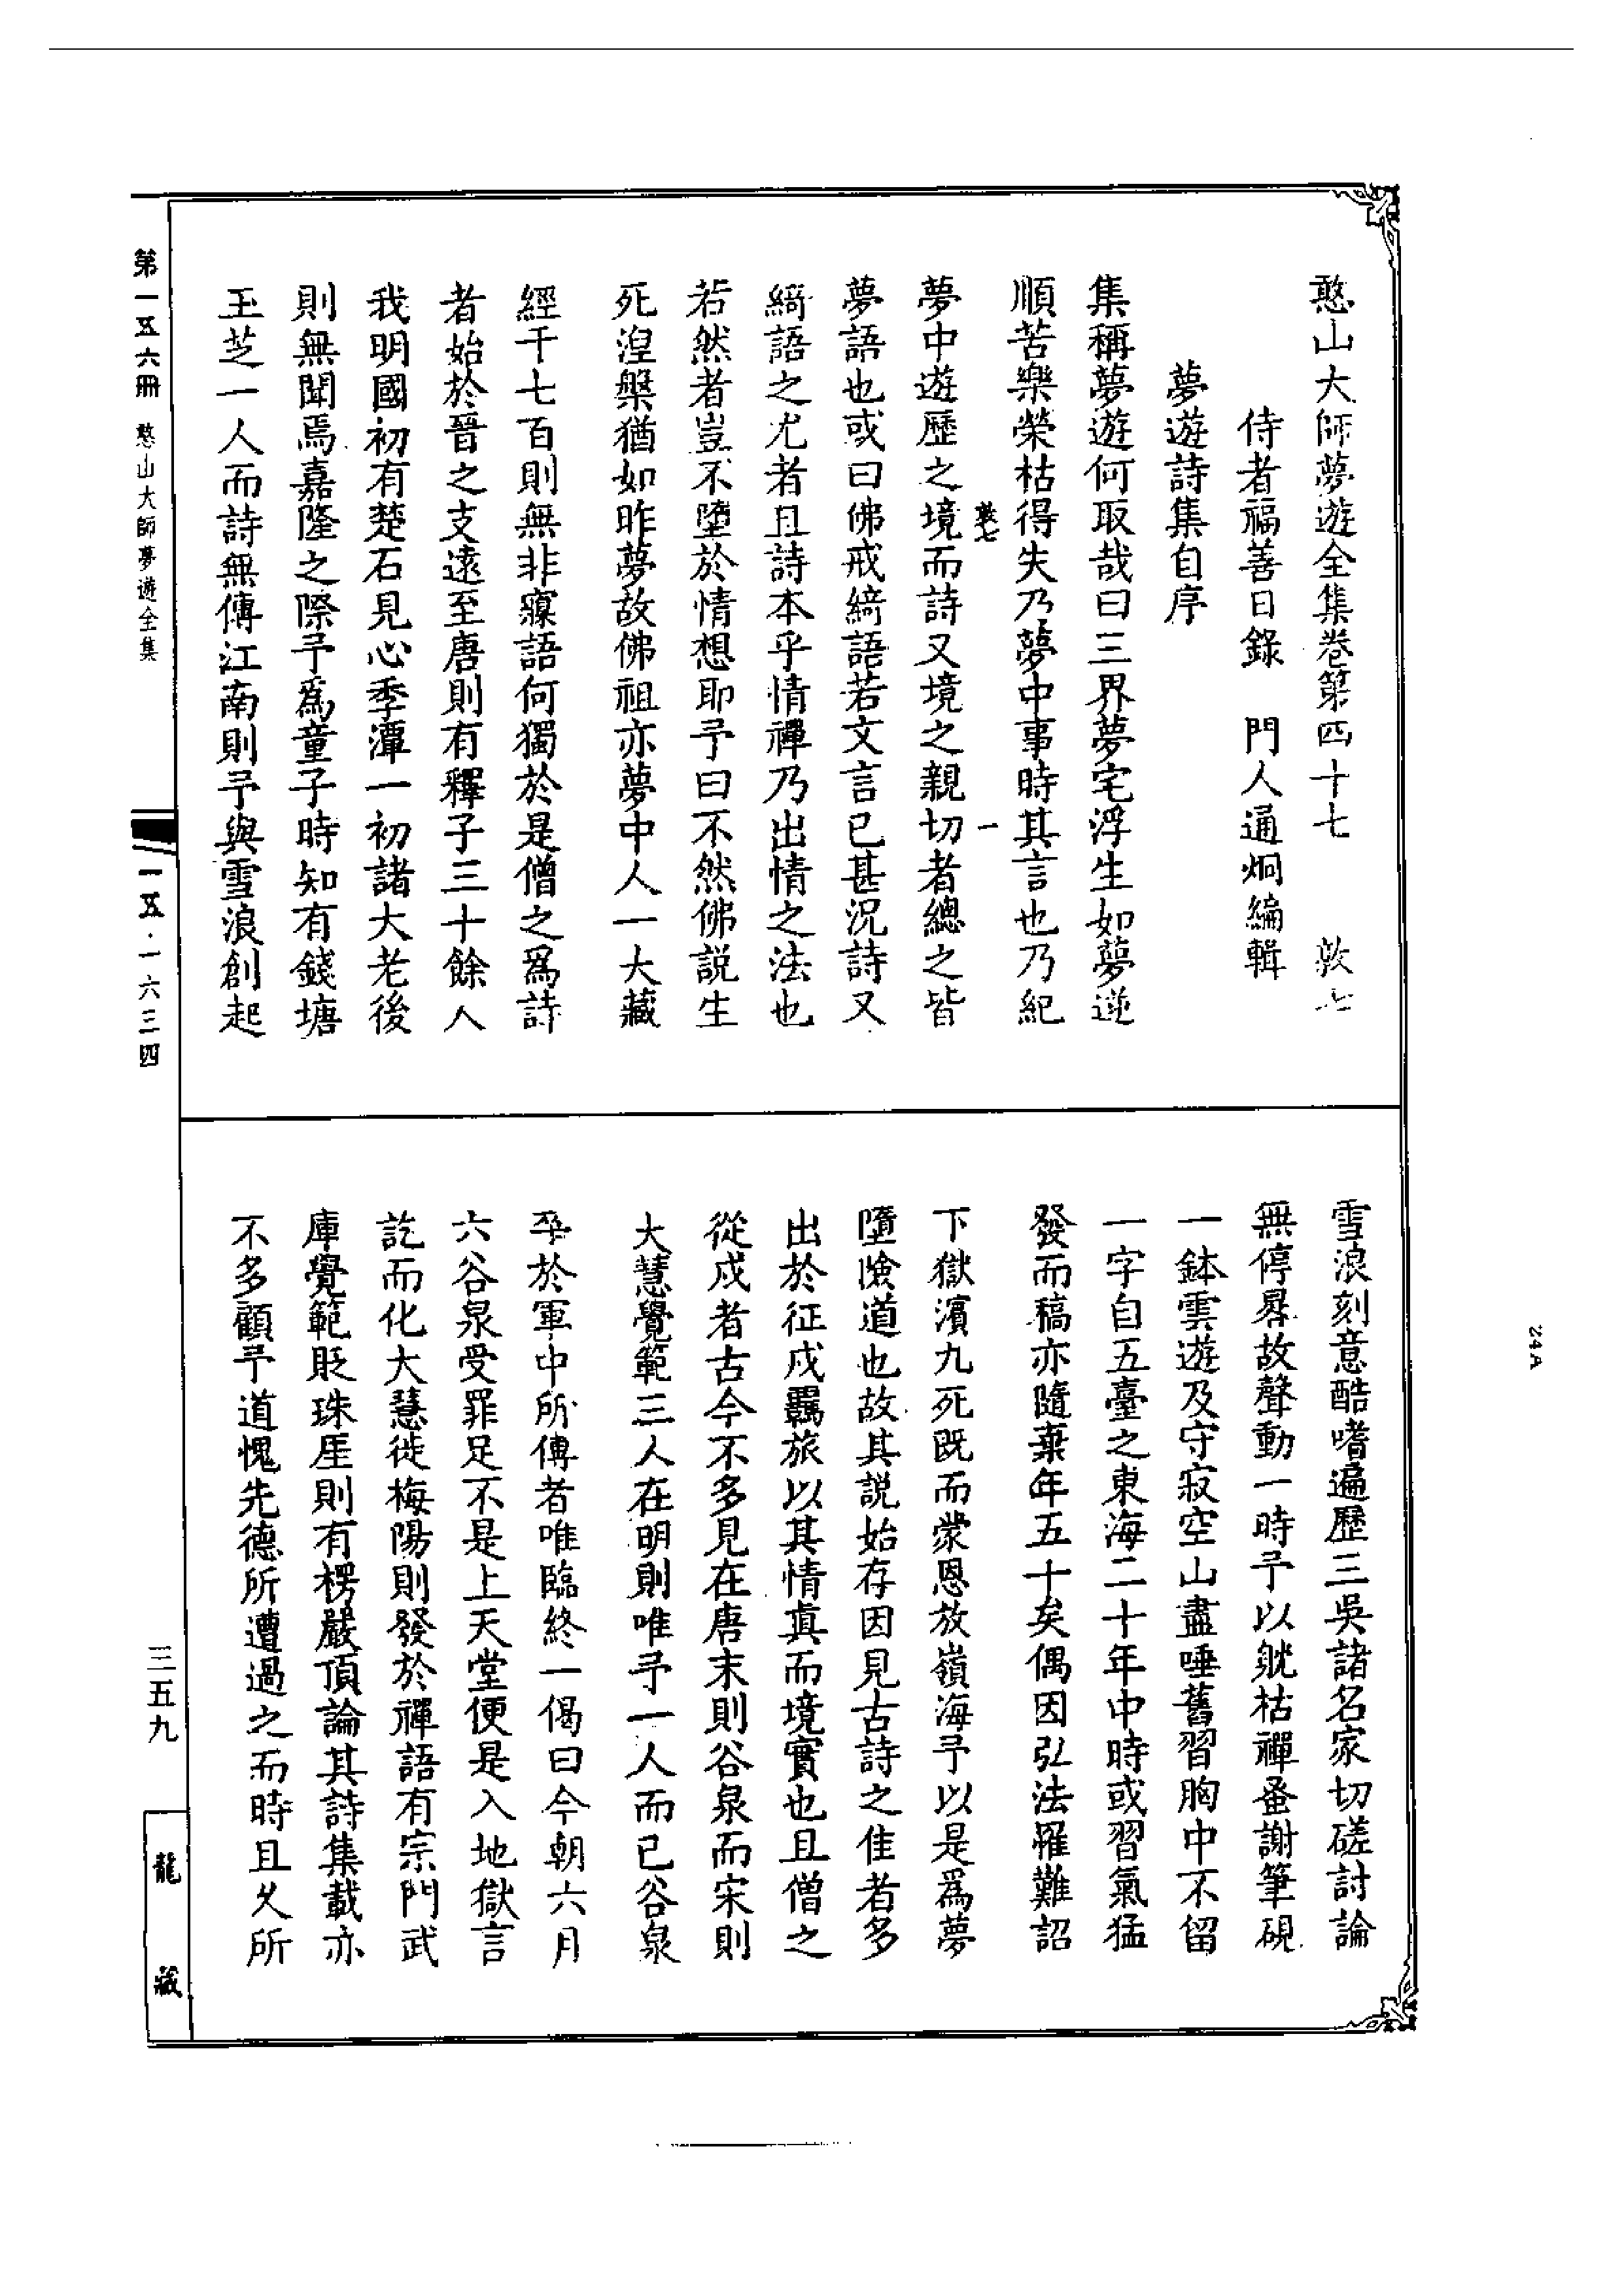 憨山大師夢遊全集卷第四十七　敦七
侍者福善日錄　門人通炯編輯
夢遊詩集自序
集稱夢遊何取哉曰三界夢宅浮生如夢逆
順苦樂榮枯得失乃夢中事時其言也乃紀
敦七　一
夢中遊歷之境而詩又境之親切者總之皆
夢語也或曰佛戒綺語若文言已甚況詩又
綺語之尤者且詩本乎情禪乃出情之法也
若然者豈不墮於情想耶予曰不然佛說生
死涅槃猶如昨夢故佛祖亦夢中人一大藏
經千七百則無非寱語何獨於是僧之爲詩
者始於晉之支遠至唐則有釋子三十餘人
我明國初有楚石見心季潭一初諸大老後
則無聞焉嘉隆之際予爲童子時知有錢塘
玉芝一人而詩無傳江南則予與雪浪創起
雪浪刻意酷嗜遍歷三吳諸名家切磋討論
無停晷故聲動一時予以躭枯禪蚤謝筆硯
一鉢雲遊及守寂空山盡唾舊習胸中不留
一字自五臺之東海二十年中時或習氣猛
發而稿亦隨棄年五十矣偶因弘法罹難詔
下獄濱九死既而蒙恩放嶺海予以是爲夢
墮險道也故其說始存因見古詩之佳者多
出於征戍羈旅以其情眞而境實也且僧之
從戍者古今不多見在唐末則谷泉而宋則
大慧覺範三人在明則唯予一人而已谷泉
卒於軍中所傳者唯臨終一偈曰今朝六月
六谷泉受罪足不是上天堂便是入地獄言
訖而化大慧徙梅陽則發於禪語有宗門武
庫覺範貶珠厓則有楞嚴頂論其詩集載亦
不多顧予道愧先德所遭過之而時且久所
第一五六冊　憨山大師夢遊全集
一五·一六三四
三五九
龍藏
24A